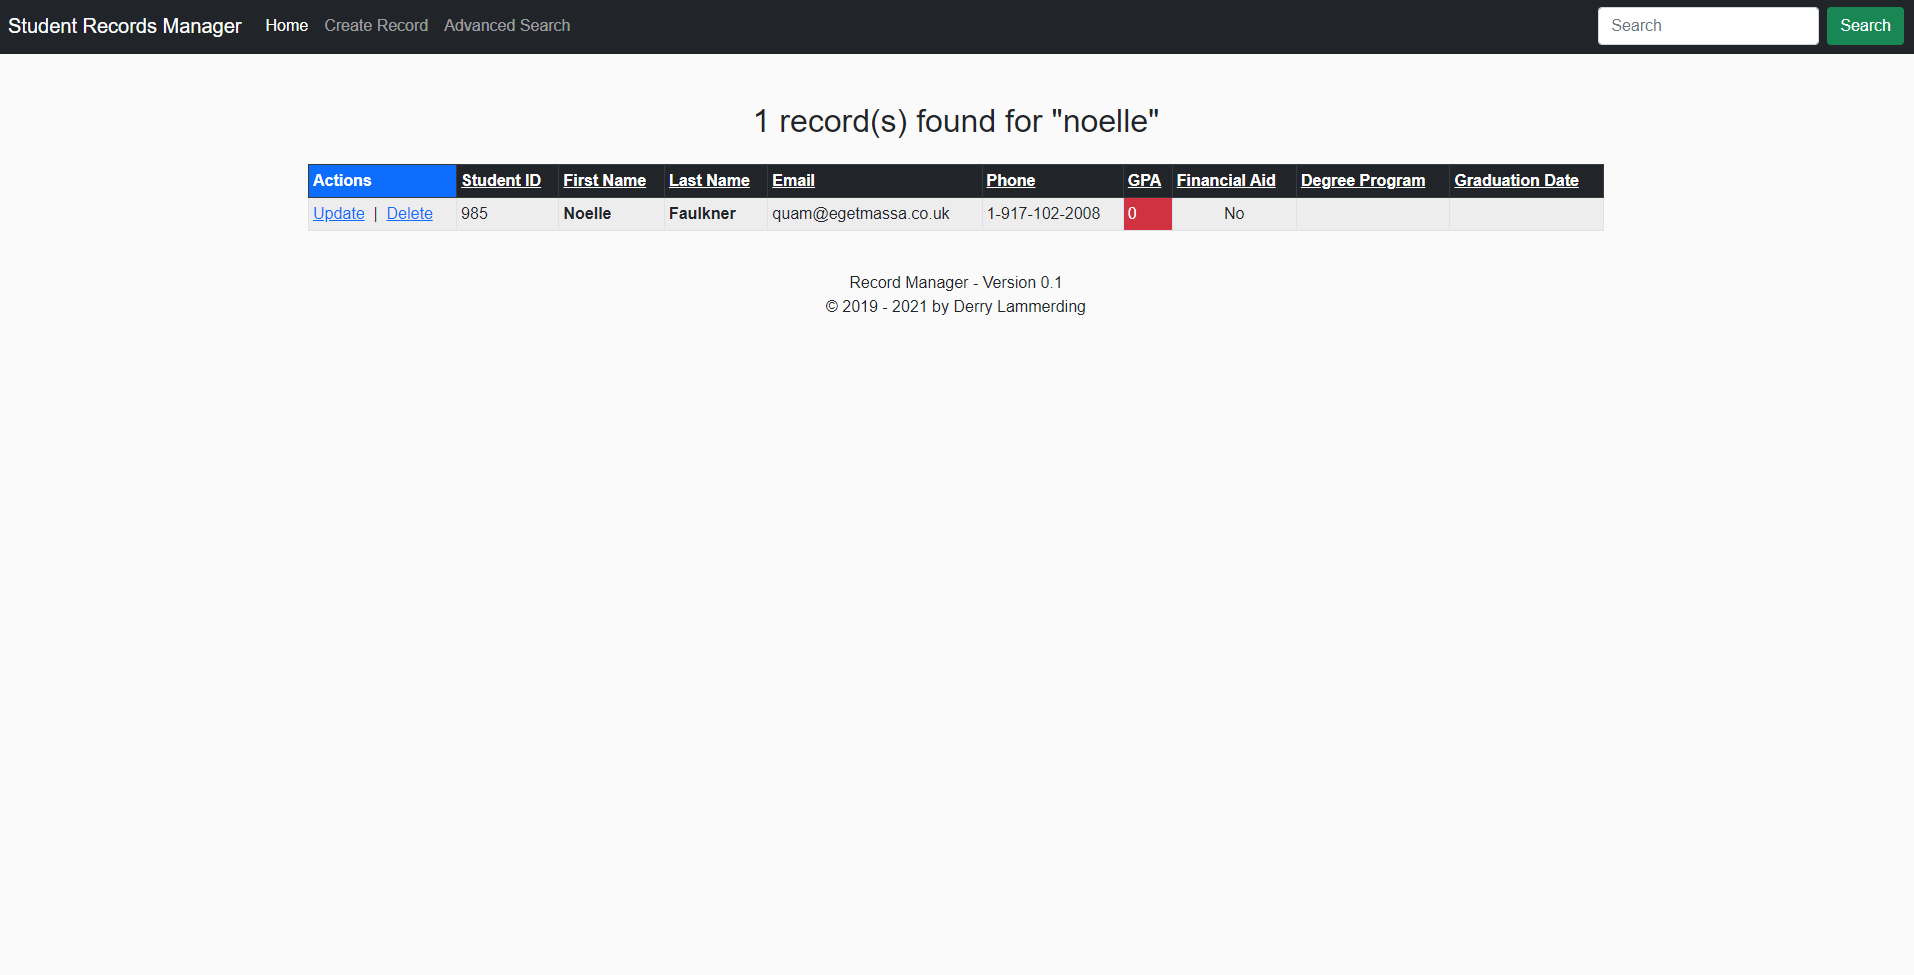 Student Records Manager Home Create Record Advanced Search Search Search
1 record(s) found for "noelle"
Actions Student ID First Name Last Name Email Phone GPA Financial Aid Degree Program Graduation Date
Update | Delete 985 Noelle Faulkner quam@egetmassa.co.uk 1-917-102-2008 0 No
Record Manager - Version 0.1
© 2019 - 2021 by Derry Lammerding